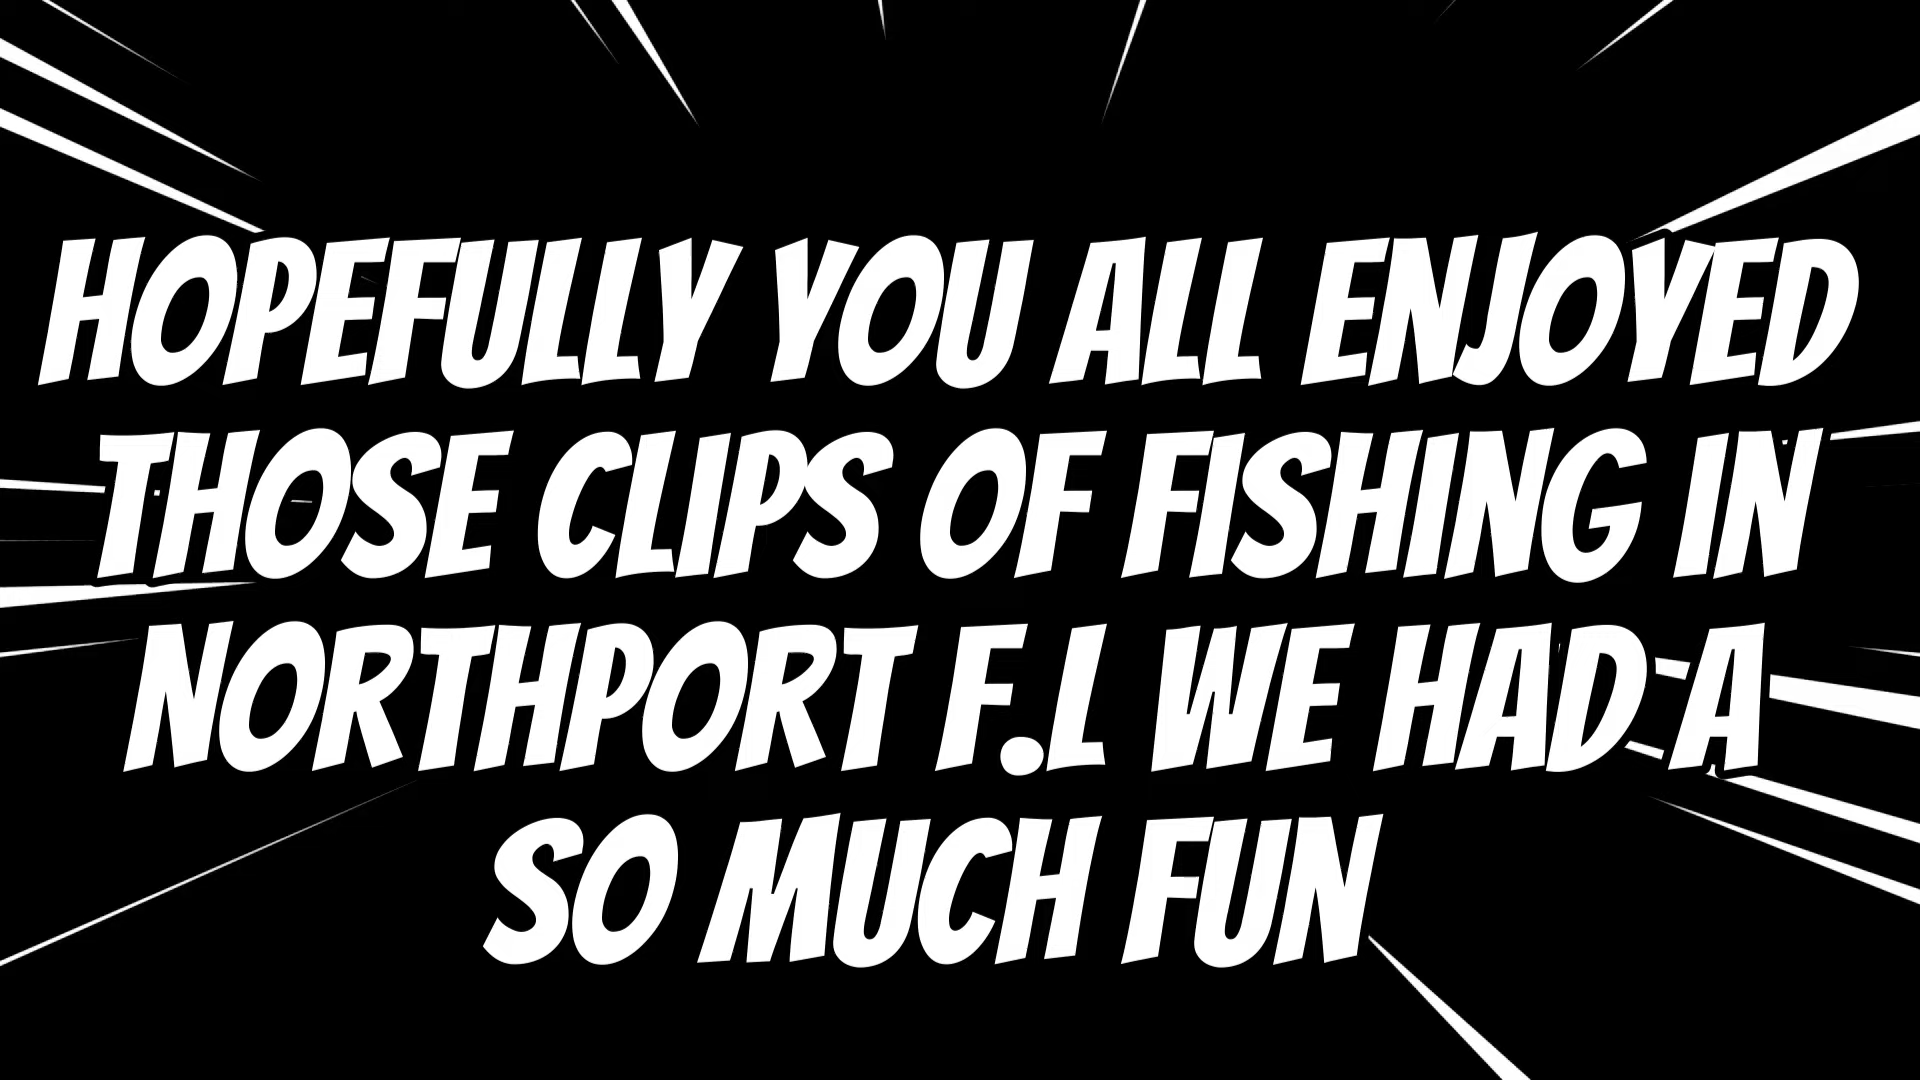 HOPEFULLY YOU ALL ENJOYED
THOSE CLIPS OF FISHING IN
NORTHPORT F.L WE HAD A
SO MUCH FUN